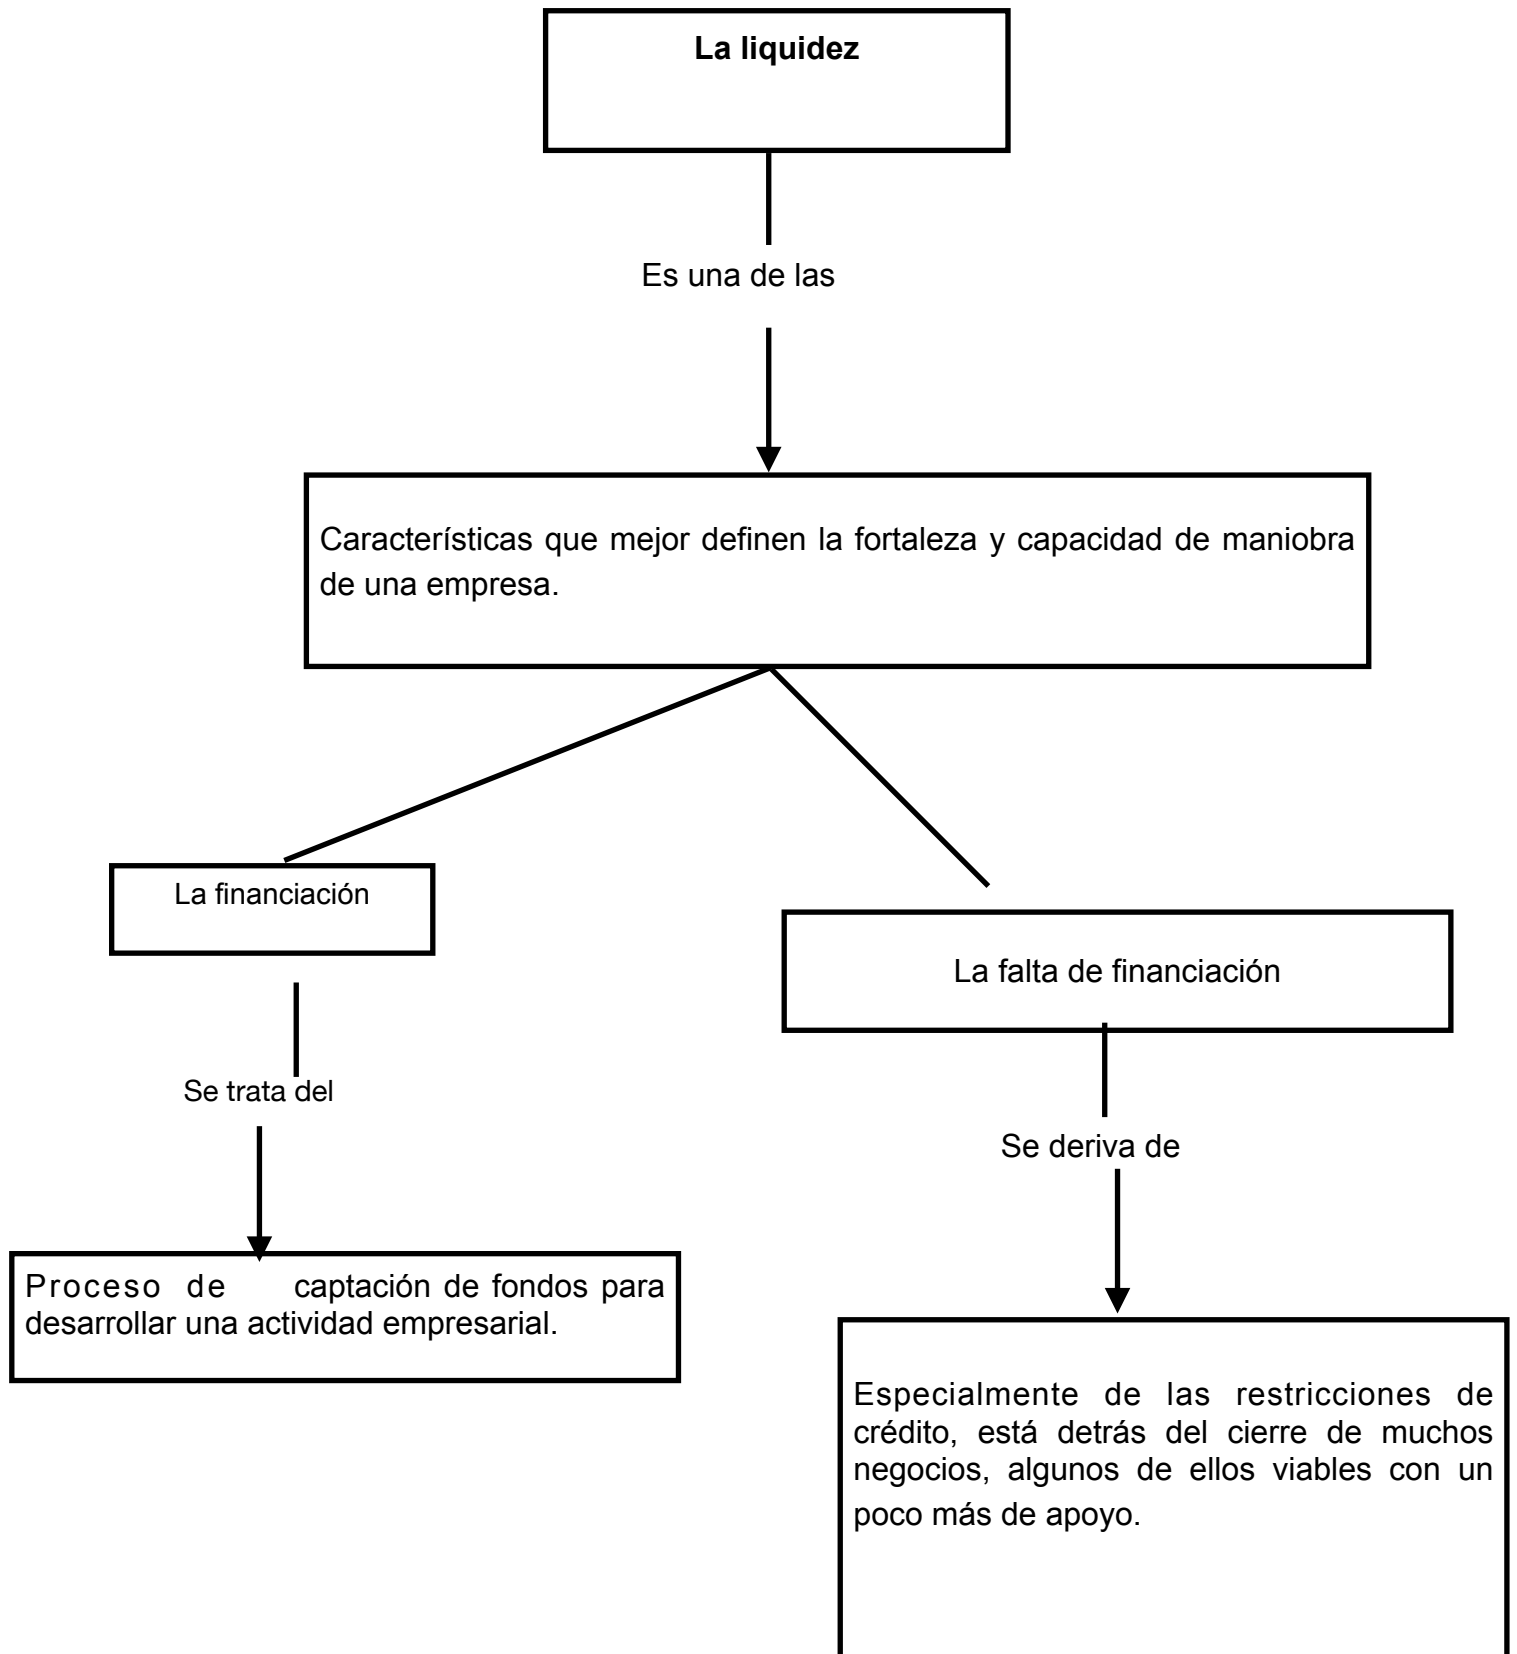 La liquidez
Es una de las
Características que mejor definen la fortaleza y capacidad de maniobra
de una empresa.
La financiación
La falta de financiación
Se trata del
Se deriva de
Proceso de captación de fondos para
desarrollar una actividad empresarial.
Especialmente de las restricciones de
crédito, está detrás del cierre de muchos
negocios, algunos de ellos viables con un
poco más de apoyo.